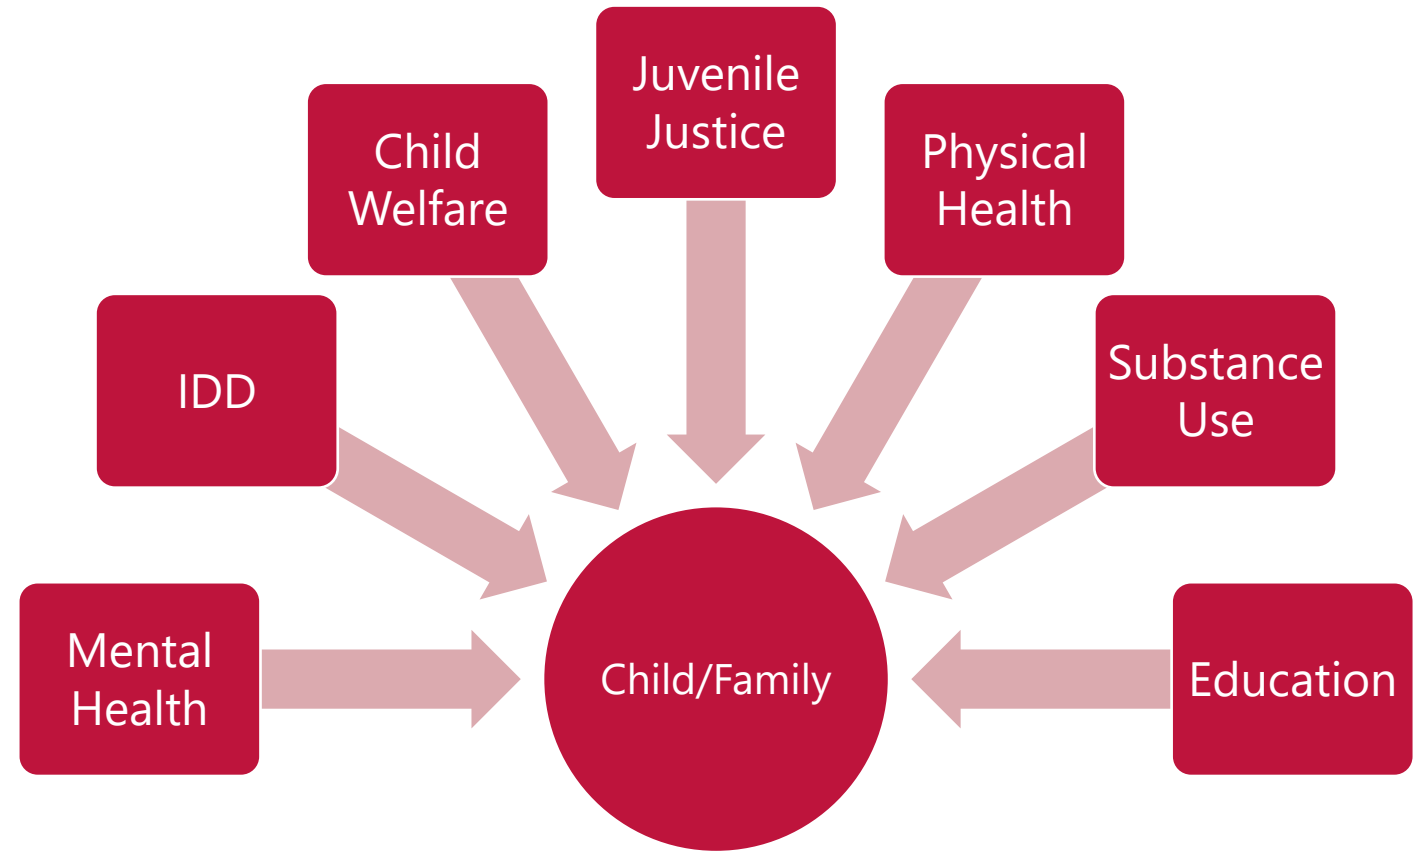 Juvenile
Justice
Child
Welfare
Physical
Health
IDD
Substance
Use
Mental
Health
Child/Family
Education